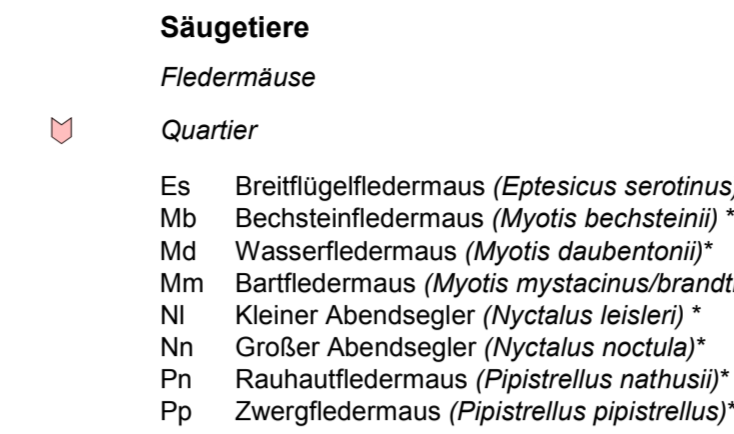 Säugetiere
Fledermäuse
Quartier
Es Breitflügelfledermaus (Eptesicus serotinus)
Mb Bechsteinfledermaus (Myotis bechsteinii) *
Md Wasserfledermaus (Myotis daubentonii)*
Mm Bartfledermaus (Myotis mystacinus/brandt
Nl Kleiner Abendsegler (Nyctalus leisleri) *
Nn Großer Abendsegler (Nyctalus noctula)*
Pn Rauhautfledermaus (Pipistrellus nathusii)*
Pp Zwergfledermaus (Pipistrellus pipistrellus)*